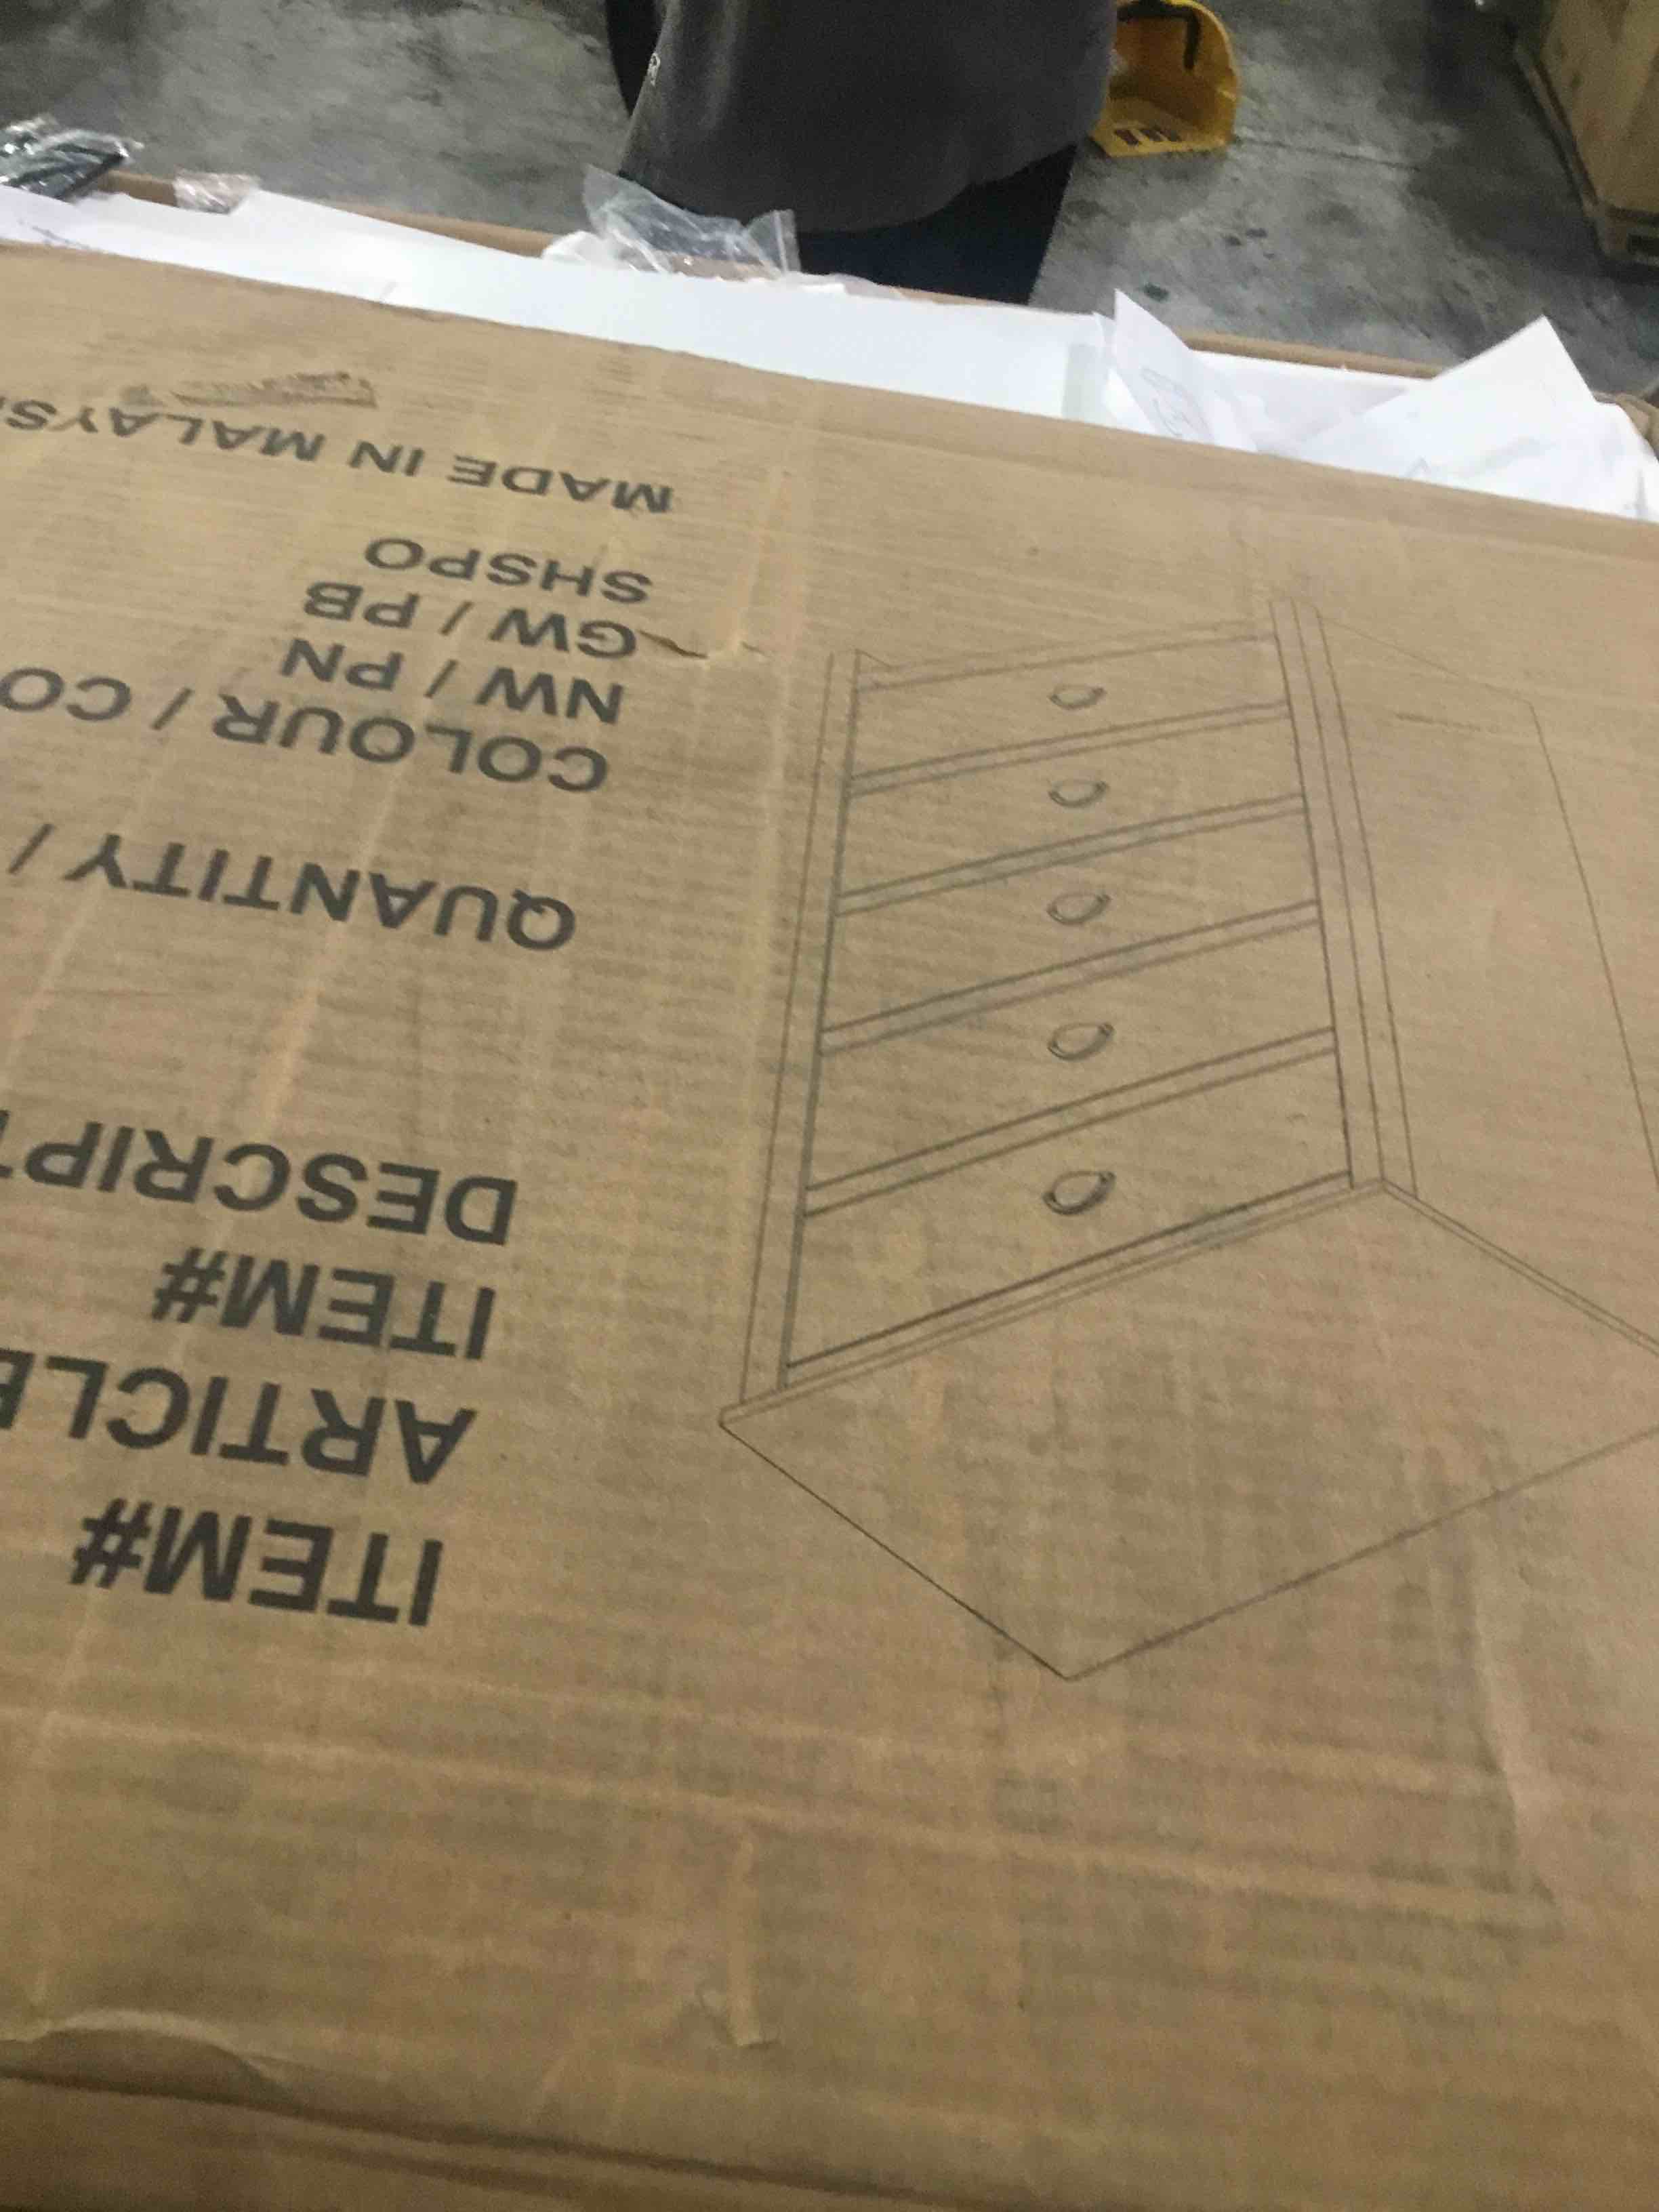 ITEM#
ARTICLE
ITEM#
DESCRIPT
QUANTITY /
COLOUR / CO
NW / PN
GW / PB
SHSPO
MADE IN MALAYS